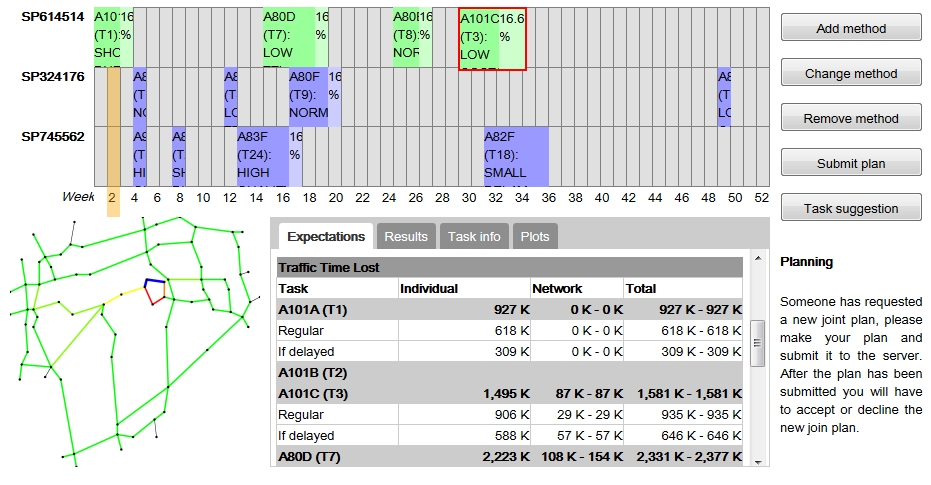 SP614514
A10 16
(T1): %
SHO
A80D 16
(T7): %
LOW
A80 16
(T8): %
NOR
A101C 16.6
(T3): %
LOW
Add method
Change method
Remove method
Submit plan
Task suggestion
SP324176
A8
(T
NO
A8
(T
LO
A80F 16
(T9): %
NORM
A8
(T
LO
SP745562
A9
(T
HI
A8
(T
SH
A83F 16
(T24): %
HIGH
A82F
(T18):
SMALL
Week 2 4 6 8 10 12 14 16 18 20 22 24 26 28 30 32 34 36 38 40 42 44 46 48 50 52
Expectations Results Task info Plots
Traffic Time Lost
Task Individual Network Total
A101A (T1) 927 K 0 K - 0 K 927 K - 927 K
Regular 618 K 0 K - 0 K 618 K - 618 K
If delayed 309 K 0 K - 0 K 309 K - 309 K
A101B (T2)
A101C (T3) 1,495 K 87 K - 87 K 1,581 K - 1,581 K
Regular 906 K 29 K - 29 K 935 K - 935 K
If delayed 588 K 57 K - 57 K 646 K - 646 K
A80D (T7) 2,223 K 108 K - 154 K 2,331 K - 2,377 K
Planning
Someone has requested
a new joint plan, please
make your plan and
submit it to the server.
After the plan has been
submitted you will have
to accept or decline the
new join plan.